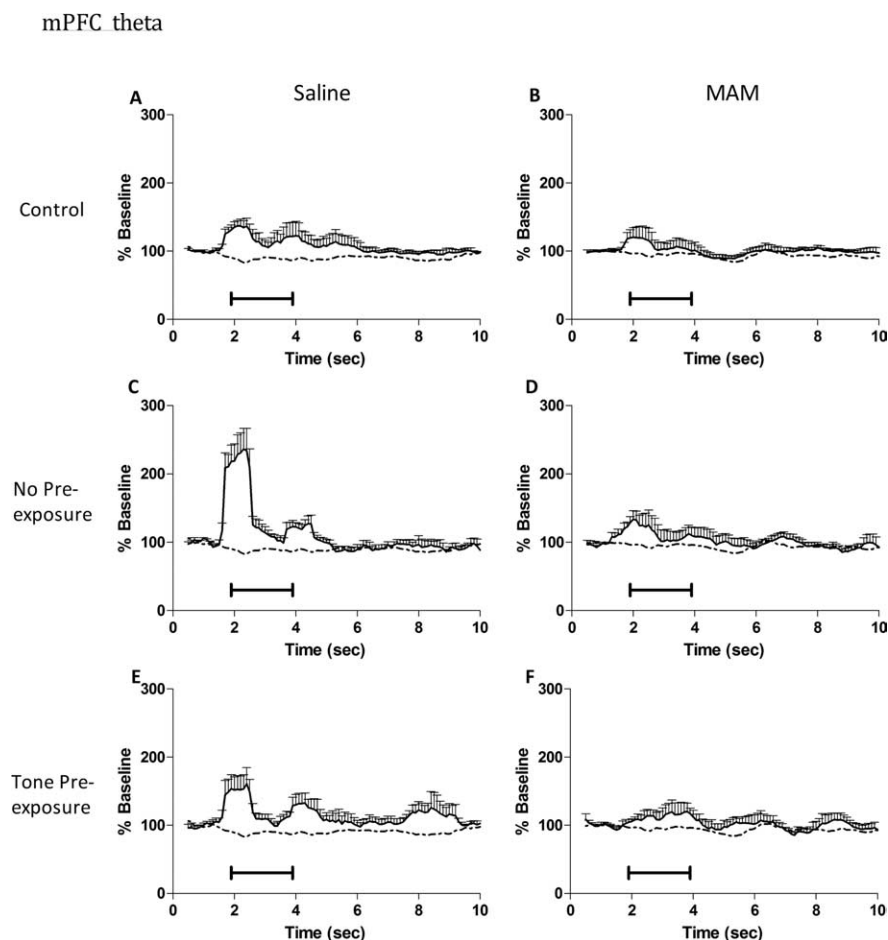 mPFC theta
Saline
MAM
Control
A
300
200
100
0
% Baseline
0 2 4 6 8 10
Time (sec)
B
300
200
100
0
% Baseline
0 2 4 6 8 10
Time (sec)
No Pre-
exposure
C
300
200
100
0
% Baseline
0 2 4 6 8 10
Time (sec)
D
300
200
100
0
% Baseline
0 2 4 6 8 10
Time (sec)
Tone Pre-
exposure
E
300
200
100
0
% Baseline
0 2 4 6 8 10
Time (sec)
F
300
200
100
0
% Baseline
0 2 4 6 8 10
Time (sec)